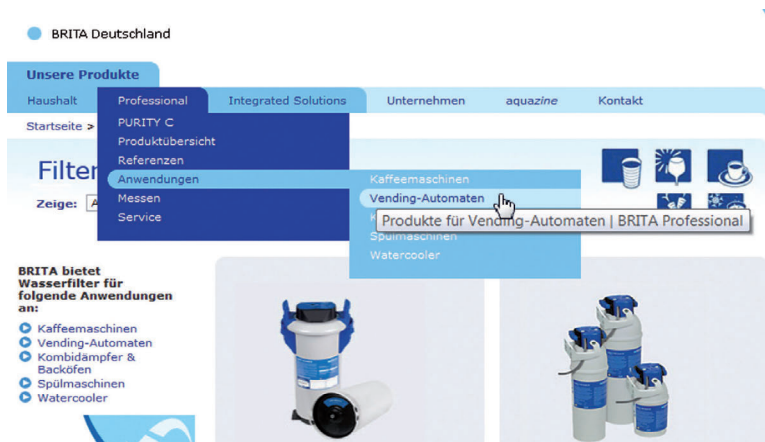 BRITA Deutschland
Unsere Produkte
Haushalt Professional Integrated Solutions Unternehmen aquazine Kontakt
Startseite >
PURITY C
Produktübersicht
Referenzen
Anwendungen
Messen
Service
Kaffeemaschinen
Vending-Automaten
Produkte für Vending-Automaten | BRITA Professional
Spülmaschinen
Watercooler
Filter
Zeige: A
BRITA bietet
Wasserfilter für
folgende Anwendungen
an:
Kaffeemaschinen
Vending-Automaten
Kombidämpfer &
Backöfen
Spülmaschinen
Watercooler